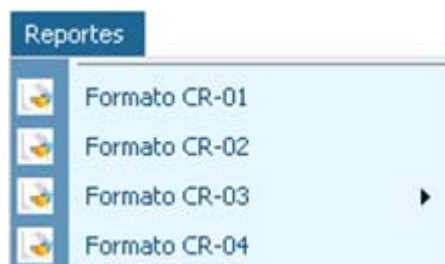 Reportes
Formato CR-01
Formato CR-02
Formato CR-03
Formato CR-04